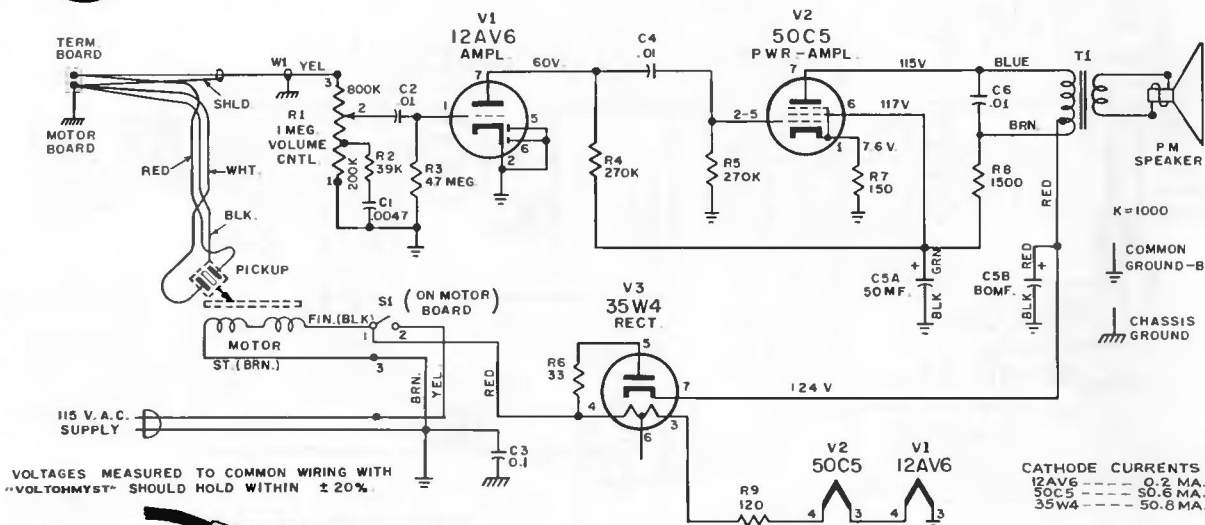 V1
12AV6
AMPL.
V2
50C5
PWR-AMPL.
TERM.
BOARD
W1
YEL
3
SHLD.
MOTOR
BOARD
RED
WHT.
BLK.
PICKUP
800K
2
R1
1 MEG.
VOLUME
CNTL.
200K
1
C2
.01
R2
39K
C1
.0047
R3
4.7 MEG.
1
7
5
6
2
60V.
C4
.01
R4
270K
R5
270K
2-5
7
6
1
115V
117V
7.6 V.
R7
150
BLUE
C6
.01
BRN.
T1
R8
1500
RED
PM
SPEAKER
K=1000
COMMON
GROUND-B
CHASSIS
GROUND
+
C5A
50 MF.
GRN
BLK
+
C5B
80MF.
RED
BLK
S1
(ON MOTOR
BOARD)
FIN.(BLK)
1
2
MOTOR
ST.(BRN.)
3
BRN.
YEL.
RED
V3
35W4
RECT.
R6
33
5
4
7
3
6
124 V
115 V. A.C.
SUPPLY
C3
0.1
R9
120
V2
50C5
4
3
V1
12AV6
4
3
VOLTAGES MEASURED TO COMMON WIRING WITH
"VOLTOHMYST" SHOULD HOLD WITHIN ± 20%.
CATHODE CURRENTS
12AV6 ---- 0.2 MA.
50C5 ---- 50.6 MA.
35W4 ---- 50.8 MA.